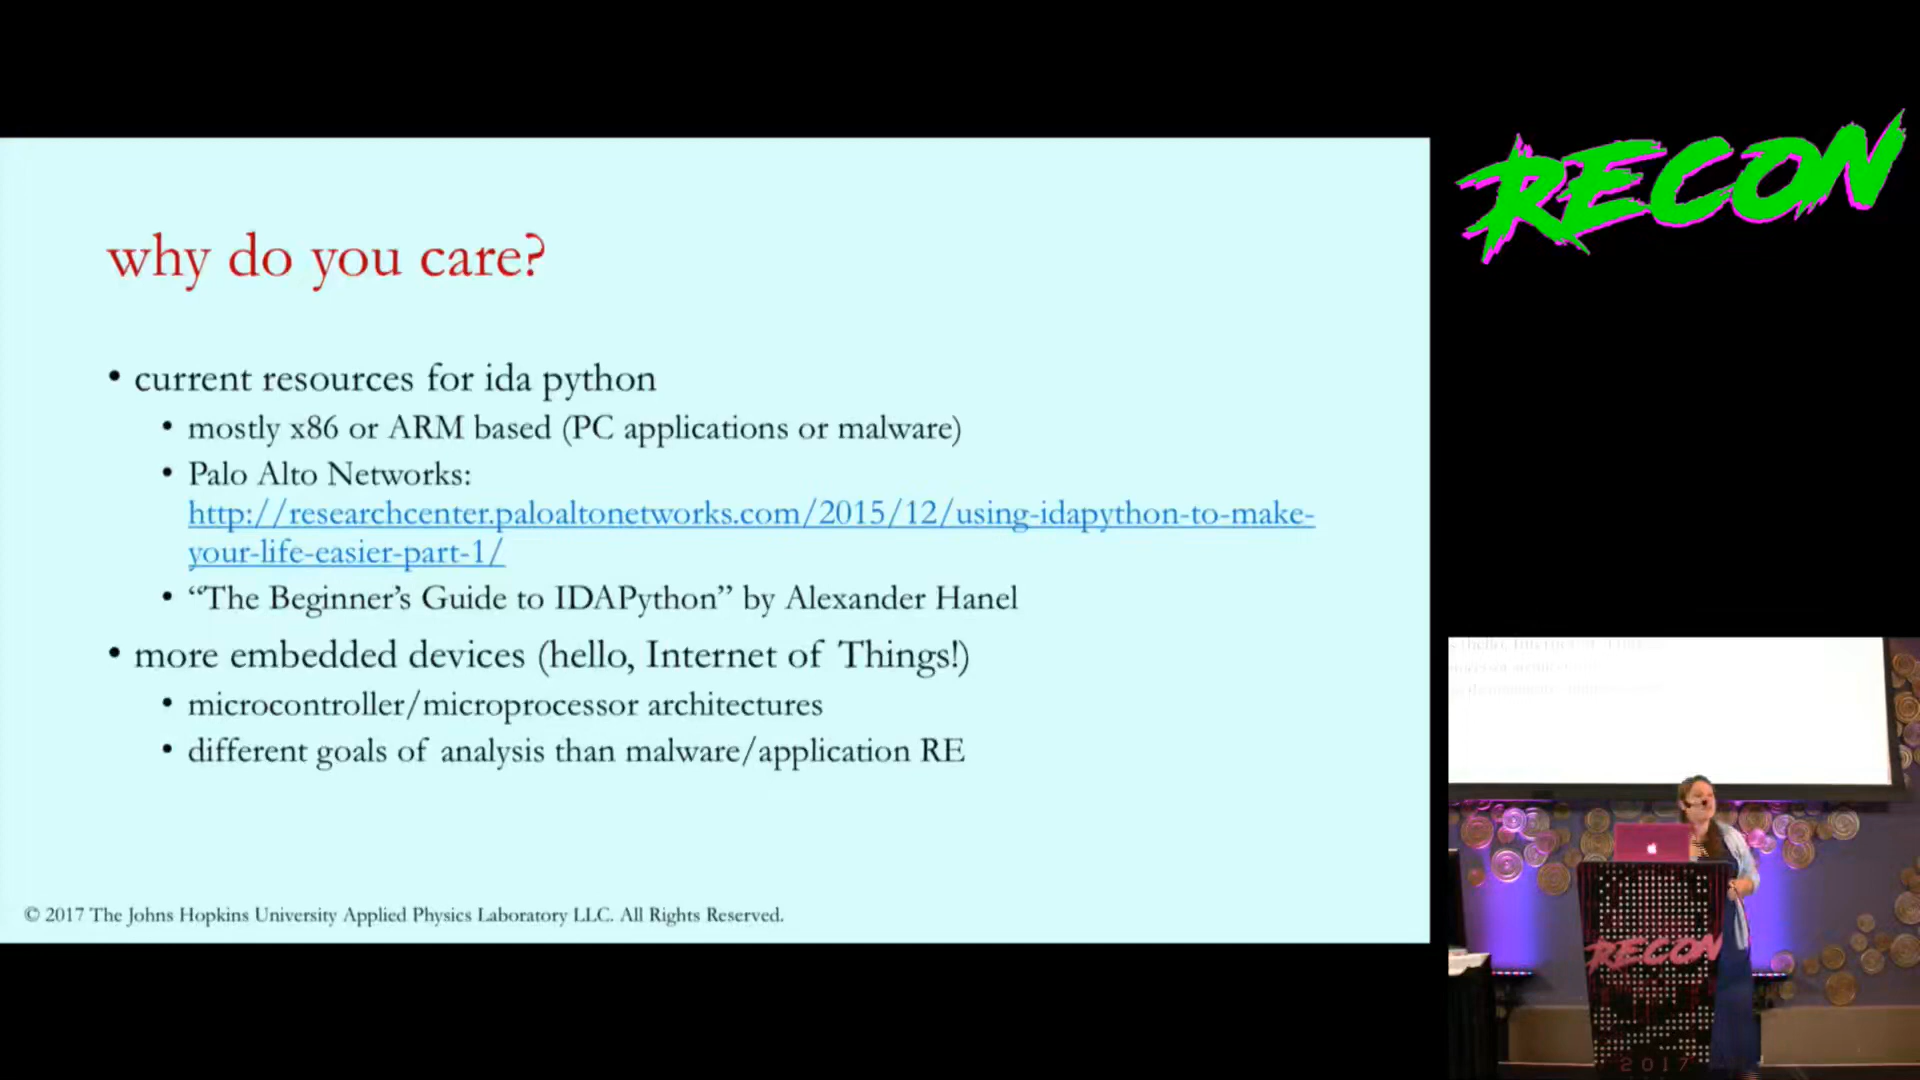 RECON
why do you care?
• current resources for ida python
• mostly x86 or ARM based (PC applications or malware)
• Palo Alto Networks:
http://researchcenter.paloaltonetworks.com/2015/12/using-idapython-to-make-
your-life-easier-part-1/
• “The Beginner’s Guide to IDAPython” by Alexander Hanel
• more embedded devices (hello, Internet of Things!)
• microcontroller/microprocessor architectures
• different goals of analysis than malware/application RE
© 2017 The Johns Hopkins University Applied Physics Laboratory LLC. All Rights Reserved.
RECON
2017